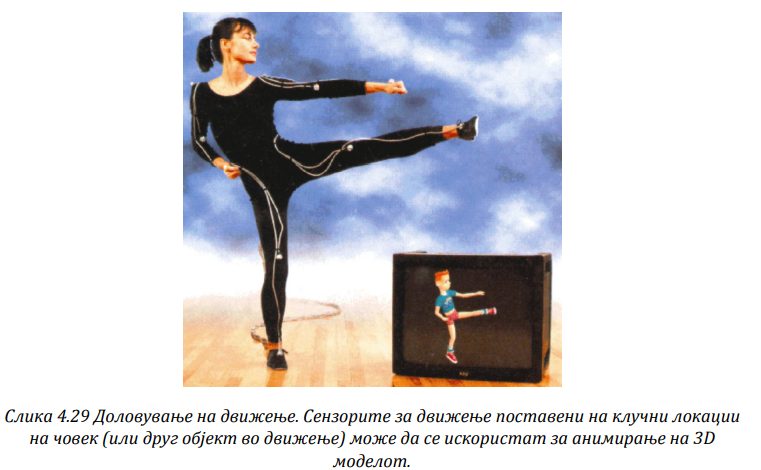 Слика 4.29 Доловување на движење. Сензорите за движење поставени на клучни локации
на човек (или друг објект во движење) може да се искористат за анимирање на 3D
моделот.